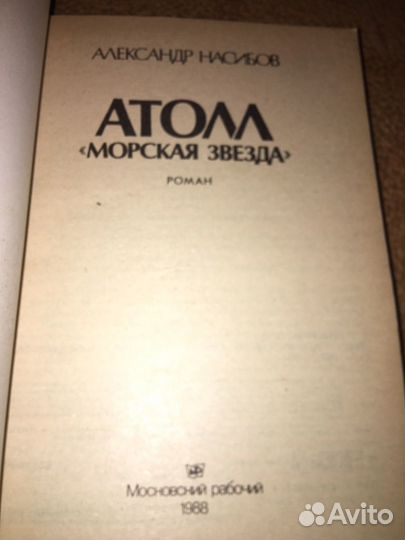 АЛЕКСАНДР НАСИБОВ
АТОЛЛ
«МОРСКАЯ ЗВЕЗДА»
РОМАН
Московский рабочий
1988
Avito